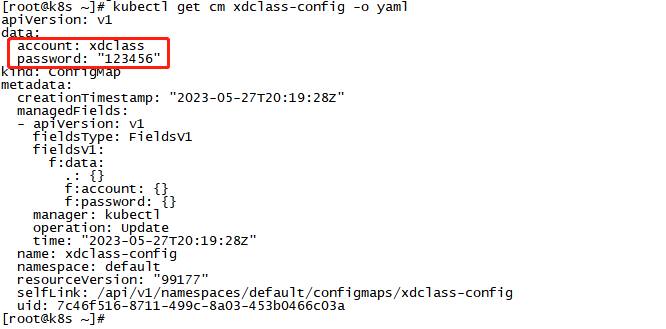 [root@k8s ~]# kubectl get cm xdclass-config -o yaml
apiVersion: v1
data:
  account: xdclass
  password: "123456"
kind: ConfigMap
metadata:
  creationTimestamp: "2023-05-27T20:19:28Z"
  managedFields:
  - apiVersion: v1
    fieldsType: FieldsV1
    fieldsV1:
      f:data:
        .: {}
        f:account: {}
        f:password: {}
    manager: kubectl
    operation: Update
    time: "2023-05-27T20:19:28Z"
  name: xdclass-config
  namespace: default
  resourceVersion: "99177"
  selfLink: /api/v1/namespaces/default/configmaps/xdclass-config
  uid: 7c46f516-8711-499c-8a03-453b0466c03a
[root@k8s ~]#